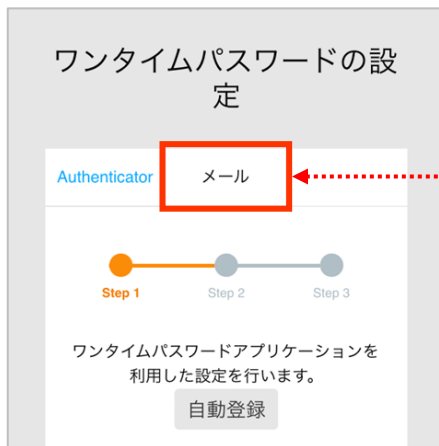 ワンタイムパスワードの設
定
Authenticator メール
Step 1 Step 2 Step 3
ワンタイムパスワードアプリケーションを
利用した設定を行います。
自動登録